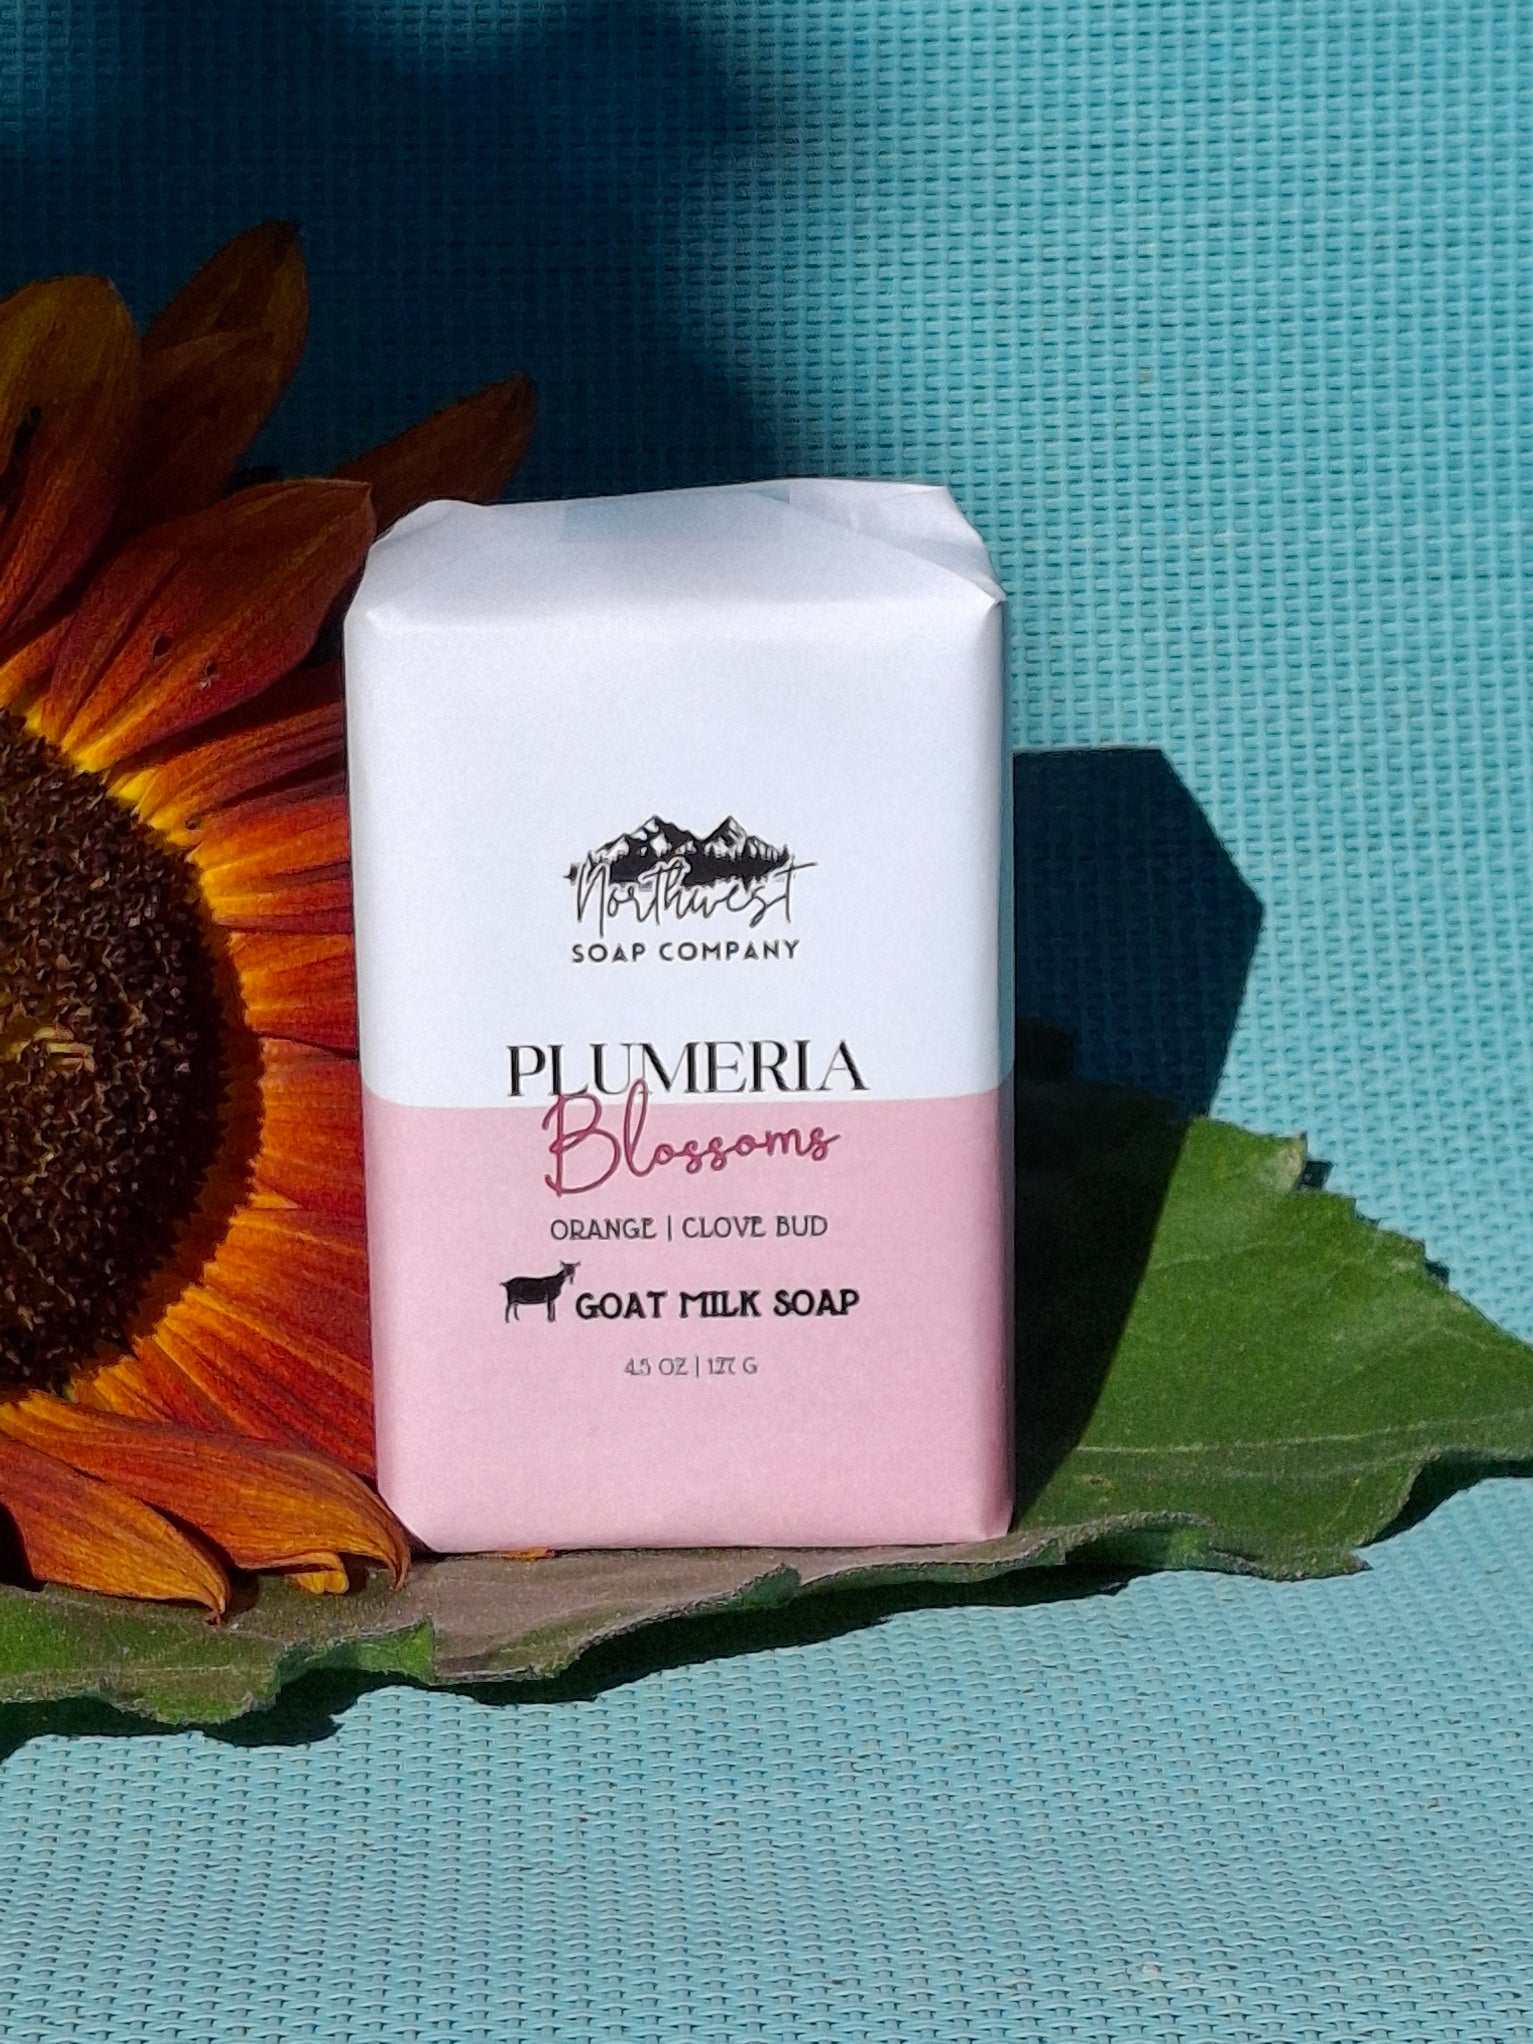 Northwest
SOAP COMPANY
PLUMERIA
Blossoms
ORANGE | CLOVE BUD
GOAT MILK SOAP
4.5 OZ | 127 G